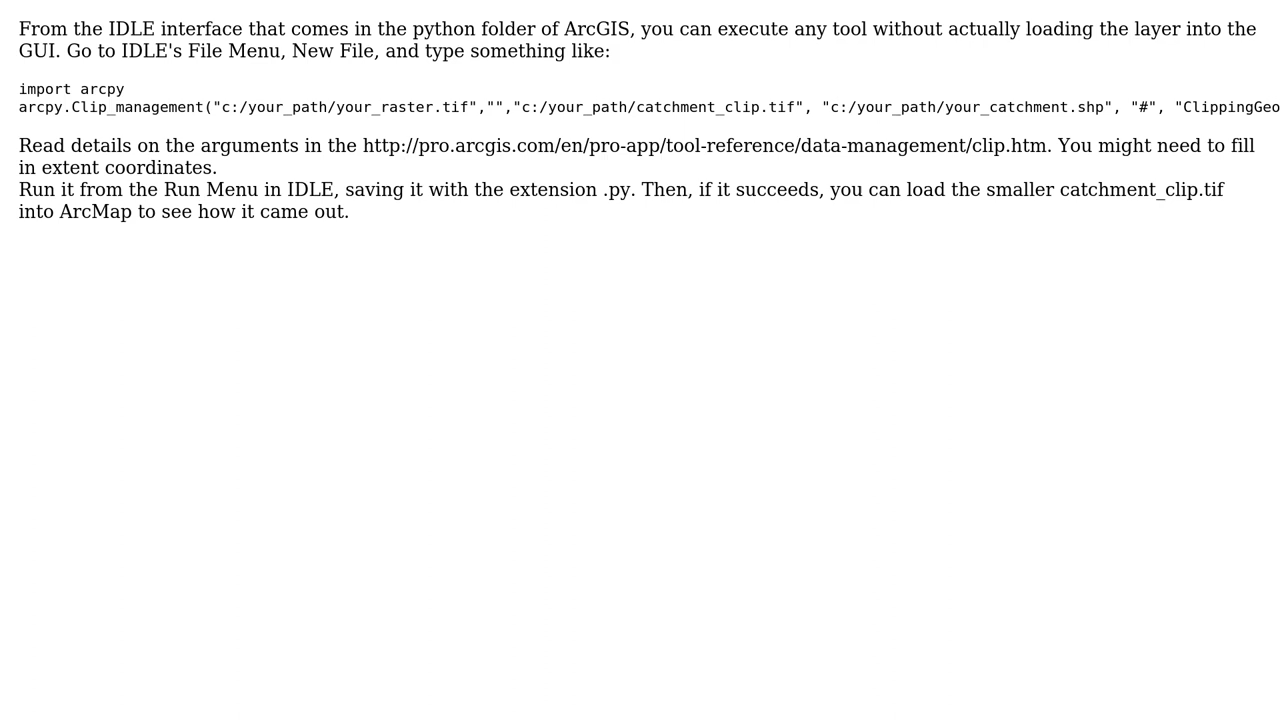 From the IDLE interface that comes in the python folder of ArcGIS, you can execute any tool without actually loading the layer into the
GUI. Go to IDLE's File Menu, New File, and type something like:
import arcpy
arcpy.Clip_management("c:/your_path/your_raster.tif","","c:/your_path/catchment_clip.tif", "c:/your_path/your_catchment.shp", "#", "ClippingGeo
Read details on the arguments in the http://pro.arcgis.com/en/pro-app/tool-reference/data-management/clip.htm. You might need to fill
in extent coordinates.
Run it from the Run Menu in IDLE, saving it with the extension .py. Then, if it succeeds, you can load the smaller catchment_clip.tif
into ArcMap to see how it came out.